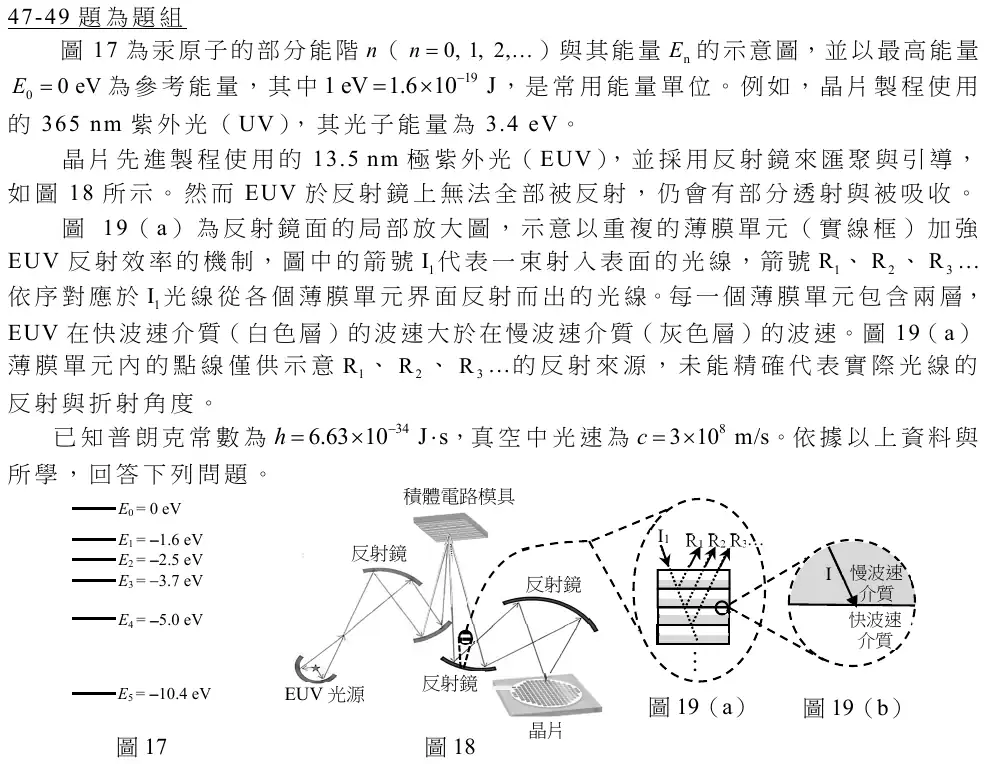 47-49 題為題組
圖 17 為汞原子的部分能階 n（ n=0, 1, 2,…）與其能量 Eₙ 的示意圖，並以最高能量
E₀=0 eV 為參考能量，其中 1 eV=1.6×10⁻¹⁹ J，是常用能量單位。例如，晶片製程使用
的 365 nm 紫外光（UV），其光子能量為 3.4 eV。
晶片先進製程使用的 13.5 nm 極紫外光（EUV），並採用反射鏡來匯聚與引導，
如圖 18 所示。然而 EUV 於反射鏡上無法全部被反射，仍會有部分透射與被吸收。
圖 19（a）為反射鏡面的局部放大圖，示意以重複的薄膜單元（實線框）加強
EUV 反射效率的機制，圖中的箭號 I₁代表一束射入表面的光線，箭號 R₁、R₂、R₃…
依序對應於 I₁光線從各個薄膜單元界面反射而出的光線。每一個薄膜單元包含兩層，
EUV 在快波速介質（白色層）的波速大於在慢波速介質（灰色層）的波速。圖 19（a）
薄膜單元內的點線僅供示意 R₁、R₂、R₃…的反射來源，未能精確代表實際光線的
反射與折射角度。
已知普朗克常數為 h=6.63×10⁻³⁴ J·s，真空中光速為 c=3×10⁸ m/s。依據以上資料與
所學，回答下列問題。
E₀ = 0 eV
E₁ = −1.6 eV
E₂ = −2.5 eV
E₃ = −3.7 eV
E₄ = −5.0 eV
E₅ = −10.4 eV
圖 17
積體電路模具
反射鏡
反射鏡
EUV 光源
反射鏡
晶片
圖 18
I₁ R₁ R₂ R₃…
圖 19（a）
I
慢波速
介質
快波速
介質
圖 19（b）